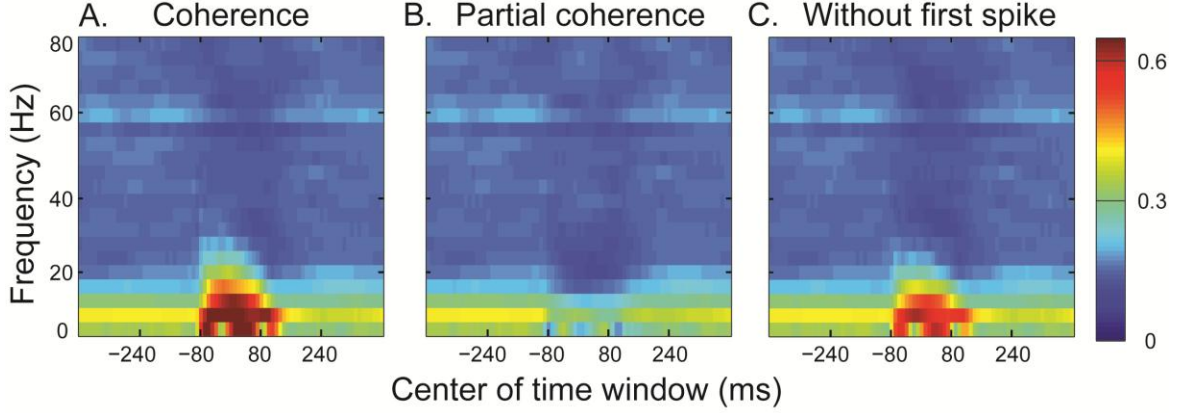 A. Coherence
B. Partial coherence
C. Without first spike
Frequency (Hz)
80
60
40
20
0
−240 −80 80 240
−240 −80 80 240
−240 −80 80 240
0.6
0.3
0
Center of time window (ms)